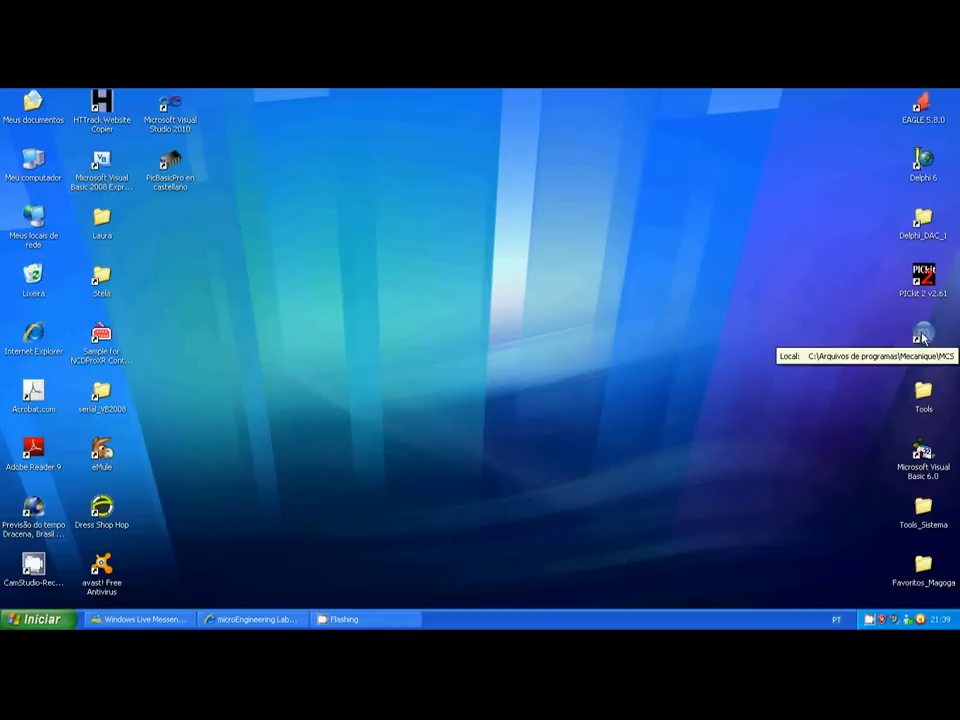 Meus documentos
HTTrack Website
Copier
Microsoft Visual
Studio 2010
EAGLE 5.8.0
Meu computador
Microsoft Visual
Basic 2008 Expr...
PicBasicPro en
castellano
Delphi 6
Meus locais de
rede
Laura
Delphi_DAC_1
Lixeira
Stela
PICkit
2
PICkit 2 v2.61
Internet Explorer
Sample for
NCDProXR Cont...
Local: C:\Arquivos de programas\Mecanique\MCS
Acrobat.com
serial_VB2008
Tools
Adobe Reader 9
eMule
Microsoft Visual
Basic 6.0
Previsão do tempo
Dracena, Brasil ...
Dress Shop Hop
Tools_Sistema
CamStudio-Rec...
avast! Free
Antivirus
Favoritos_Magoga
Iniciar
Windows Live Messen...
microEngineering Lab...
Flashing
PT
21:39